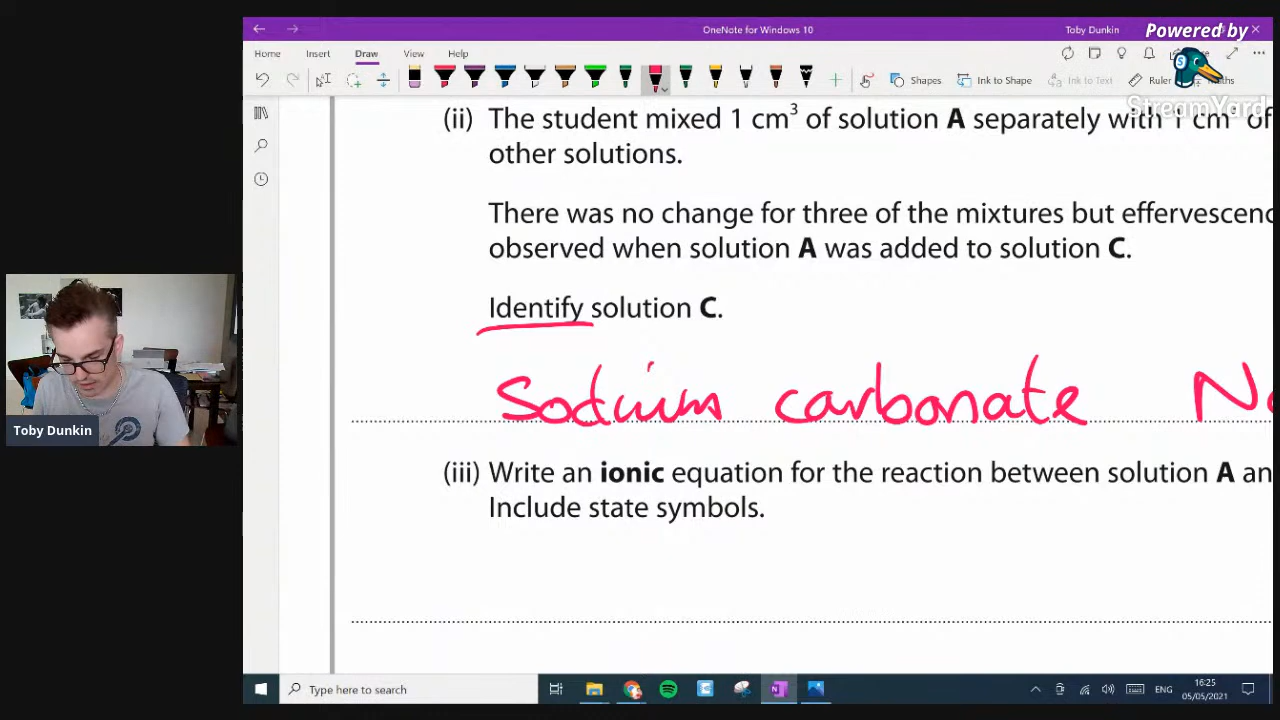 OneNote for Windows 10
Toby Dunkin
Powered by
Home Insert Draw View Help
Shapes Ink to Shape Ink to Text Ruler
StreamYard
(ii) The student mixed 1 cm³ of solution A separately with 1 cm³ of
other solutions.
There was no change for three of the mixtures but effervescenc
observed when solution A was added to solution C.
Identify solution C.
Sodium carbonate Na
Toby Dunkin
(iii) Write an ionic equation for the reaction between solution A an
Include state symbols.
Type here to search
ENG
16:25
05/05/2021